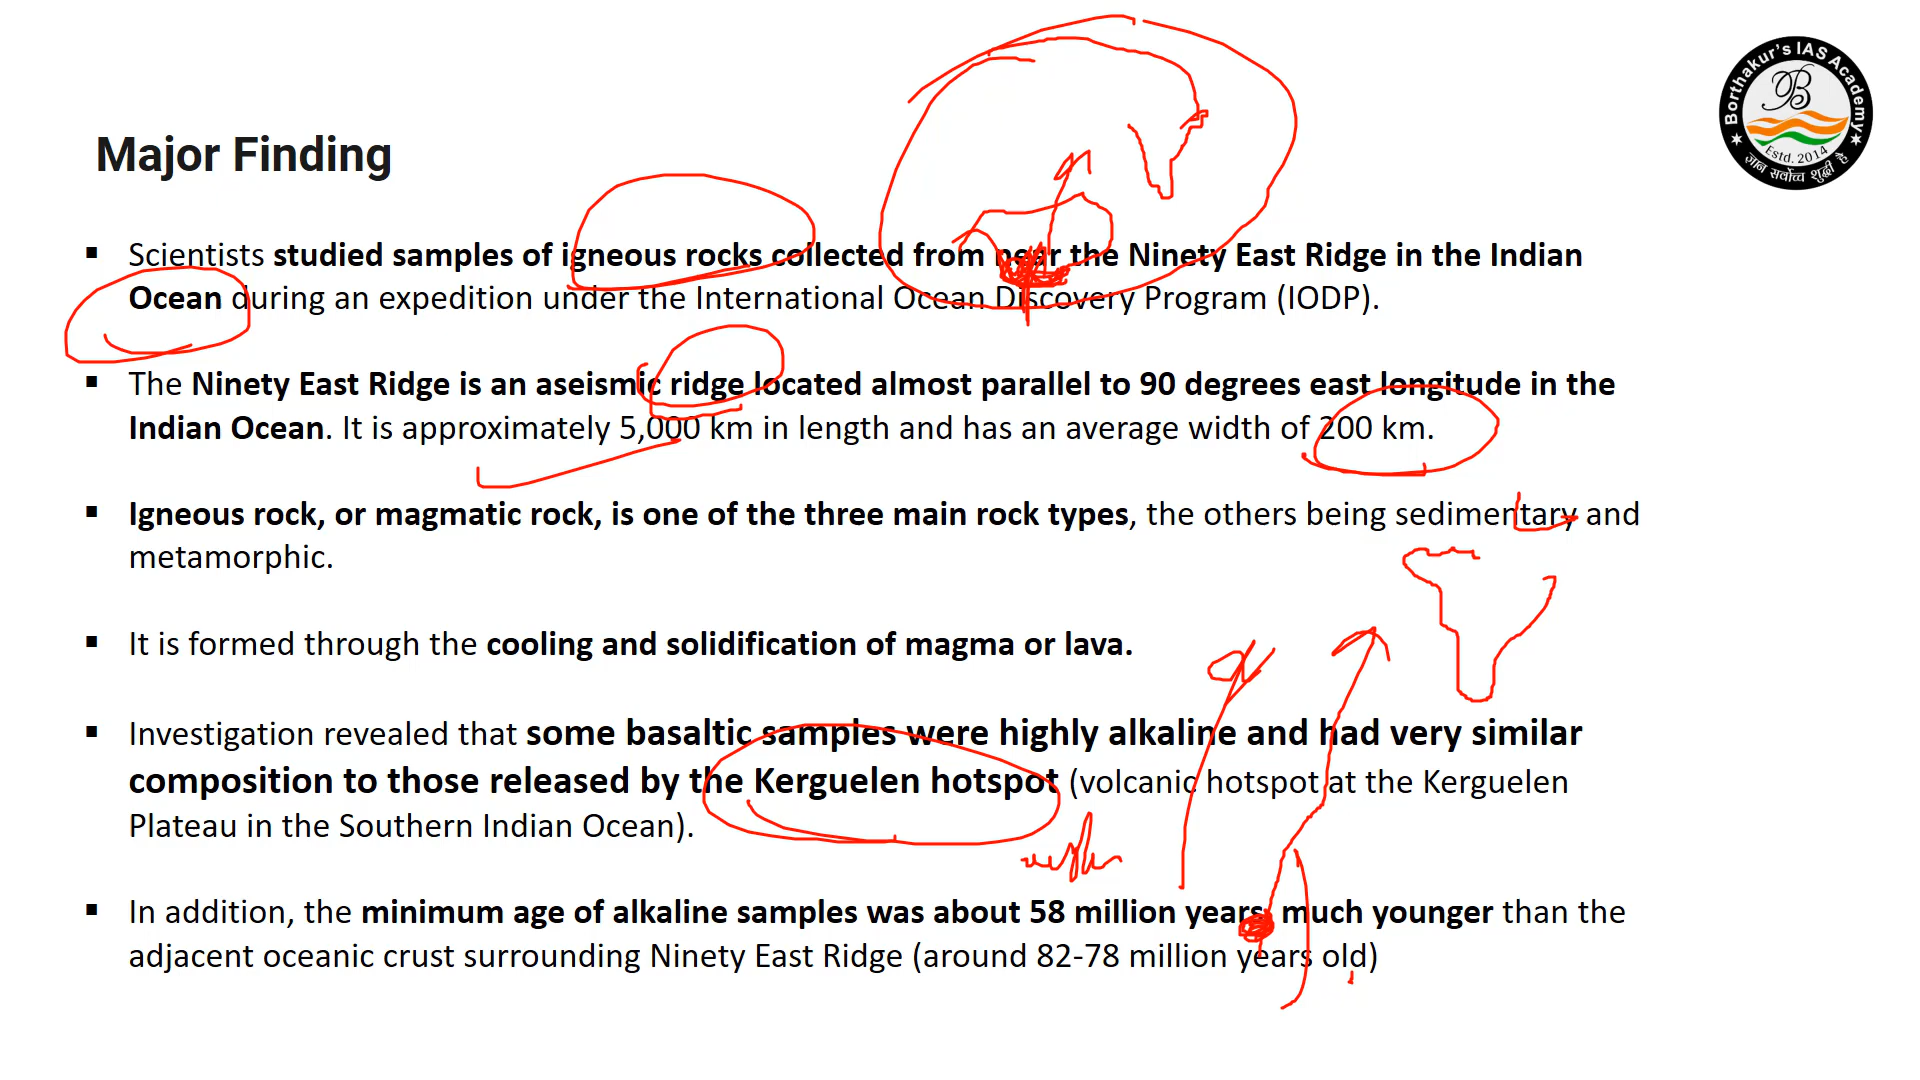 Borthakur's IAS Academy
B
Estd. 2014
ज्ञान सर्वोच्च शुद्धी है
Major Finding
Scientists studied samples of igneous rocks collected from near the Ninety East Ridge in the Indian
Ocean during an expedition under the International Ocean Discovery Program (IODP).
The Ninety East Ridge is an aseismic ridge located almost parallel to 90 degrees east longitude in the
Indian Ocean. It is approximately 5,000 km in length and has an average width of 200 km.
Igneous rock, or magmatic rock, is one of the three main rock types, the others being sedimentary and
metamorphic.
It is formed through the cooling and solidification of magma or lava.
Investigation revealed that some basaltic samples were highly alkaline and had very similar
composition to those released by the Kerguelen hotspot (volcanic hotspot at the Kerguelen
Plateau in the Southern Indian Ocean).
In addition, the minimum age of alkaline samples was about 58 million years, much younger than the
adjacent oceanic crust surrounding Ninety East Ridge (around 82-78 million years old)